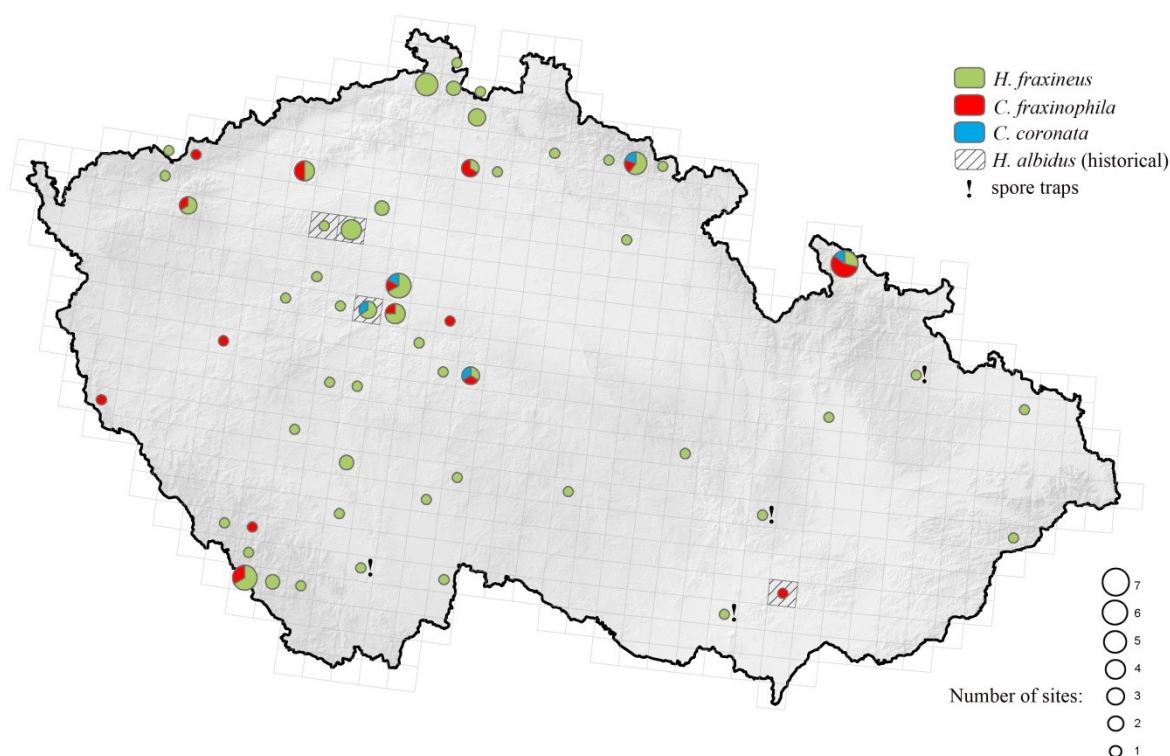 H. fraxineus
C. fraxinophila
C. coronata
H. albidus (historical)
! spore traps
!
!
!
!
7
6
5
4
Number of sites: 3
2
1